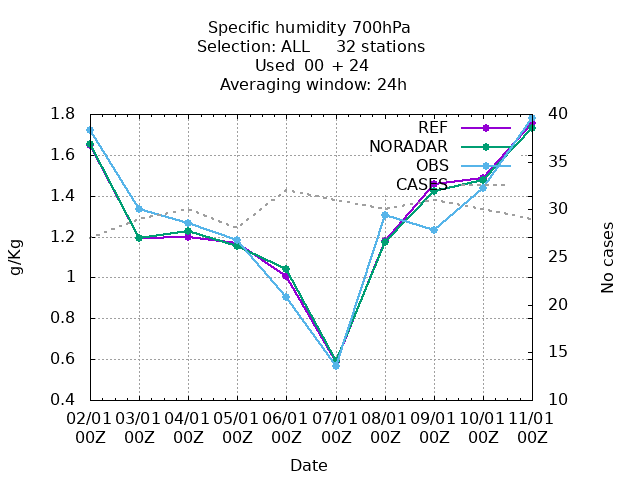 Specific humidity 700hPa
Selection: ALL 32 stations
Used 00 + 24
Averaging window: 24h
1.8
1.6
1.4
1.2
1
0.8
0.6
0.4
g/Kg
REF
NORADAR
OBS
CASES
40
35
30
25
20
15
10
No cases
02/01 03/01 04/01 05/01 06/01 07/01 08/01 09/01 10/01 11/01
00Z 00Z 00Z 00Z 00Z 00Z 00Z 00Z 00Z 00Z
Date